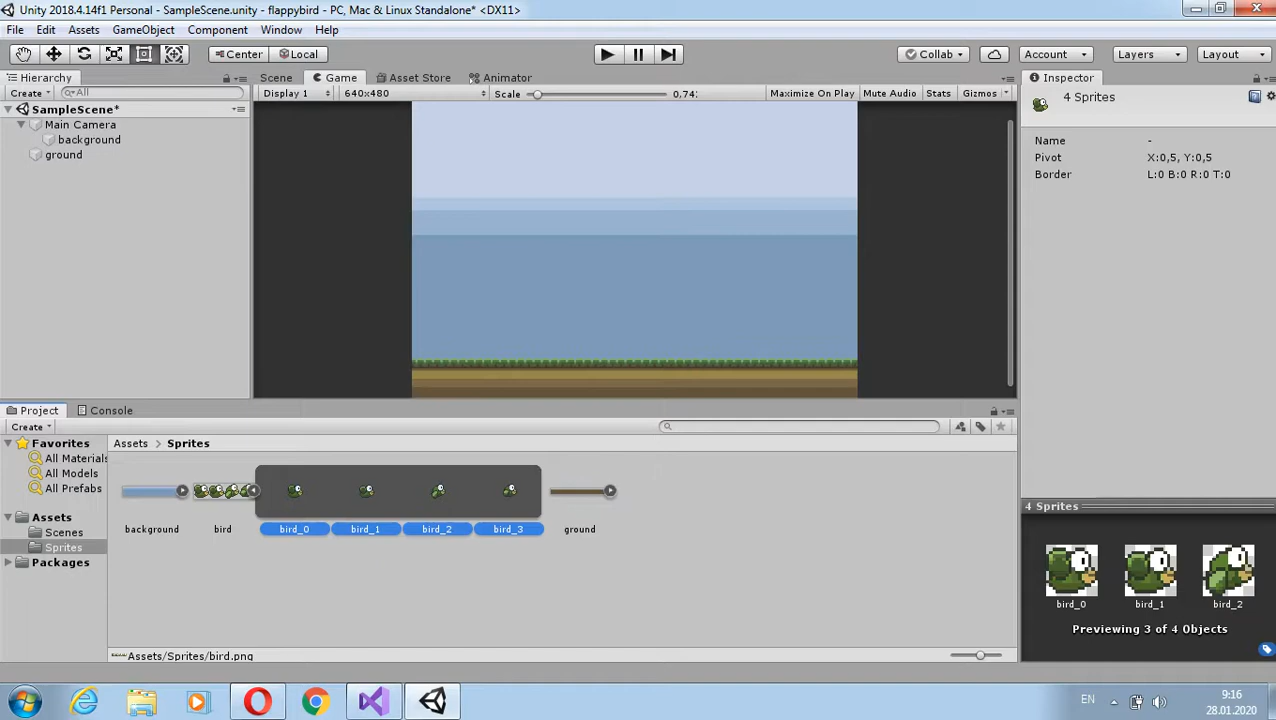 Unity 2018.4.14f1 Personal - SampleScene.unity - flappybird - PC, Mac & Linux Standalone* <DX11>
File Edit Assets GameObject Component Window Help
Center Local Collab Account Layers Layout
Hierarchy Scene Game Asset Store Animator Inspector
Create All Display 1 640x480 Scale 0,74 Maximize On Play Mute Audio Stats Gizmos 4 Sprites
SampleScene*
Main Camera
background
ground
Name -
Pivot X:0,5, Y:0,5
Border L:0 B:0 R:0 T:0
Project Console
Create
Favorites
All Materials
All Models
All Prefabs
Assets
Scenes
Sprites
Packages
Assets > Sprites
background bird bird_0 bird_1 bird_2 bird_3 ground
Assets/Sprites/bird.png
4 Sprites
bird_0 bird_1 bird_2
Previewing 3 of 4 Objects
EN 9:16
28.01.2020